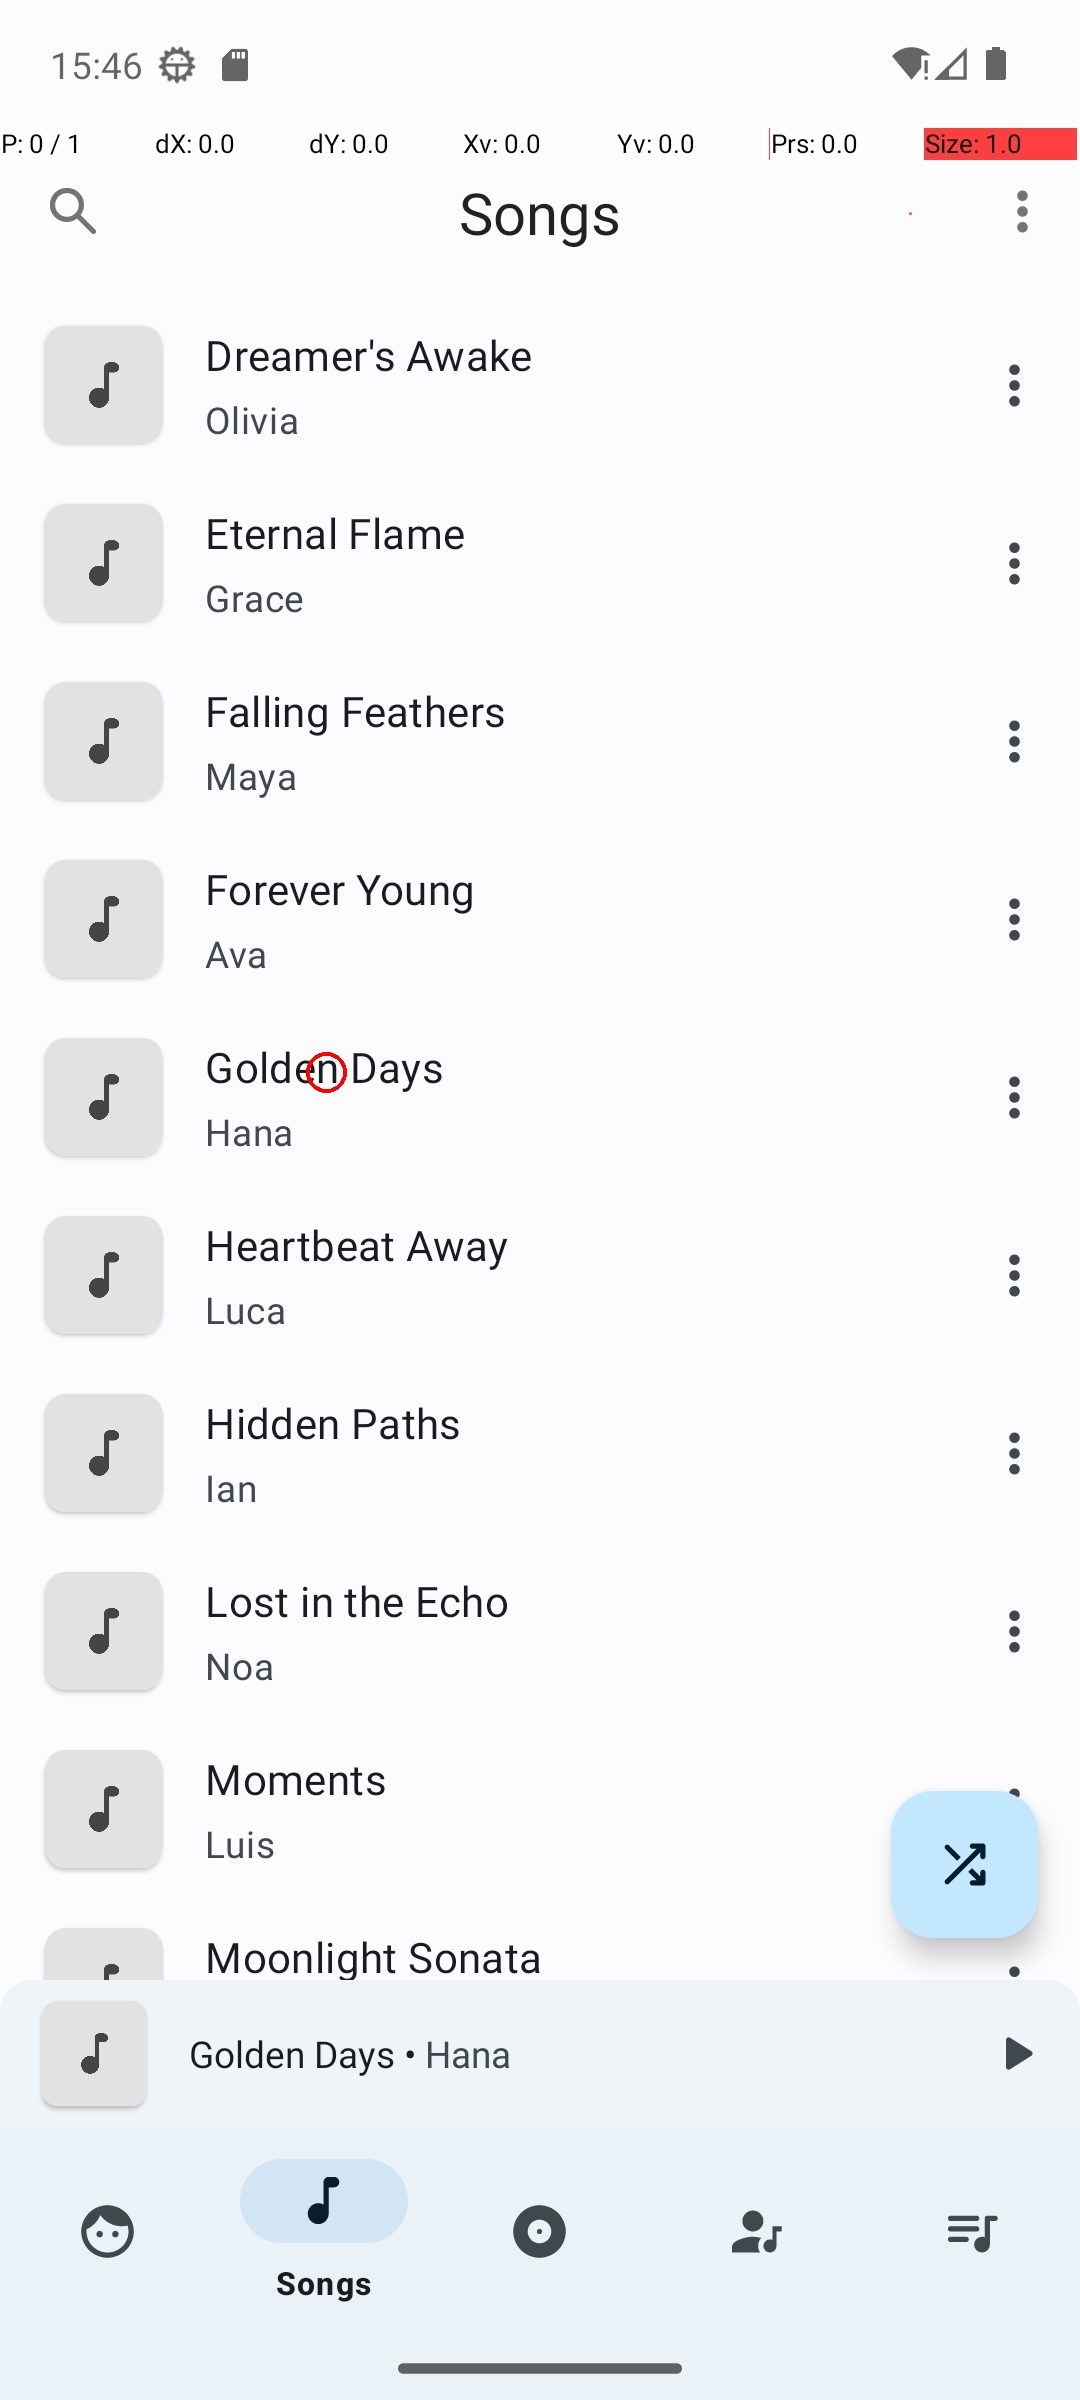 15:46
P: 0 / 1 dX: 0.0 dY: 0.0 Xv: 0.0 Yv: 0.0 Prs: 0.0 Size: 1.0
Songs
Dreamer's Awake
Olivia
Eternal Flame
Grace
Falling Feathers
Maya
Forever Young
Ava
Golden Days
Hana
Heartbeat Away
Luca
Hidden Paths
Ian
Lost in the Echo
Noa
Moments
Luis
Moonlight Sonata
Golden Days • Hana
Songs